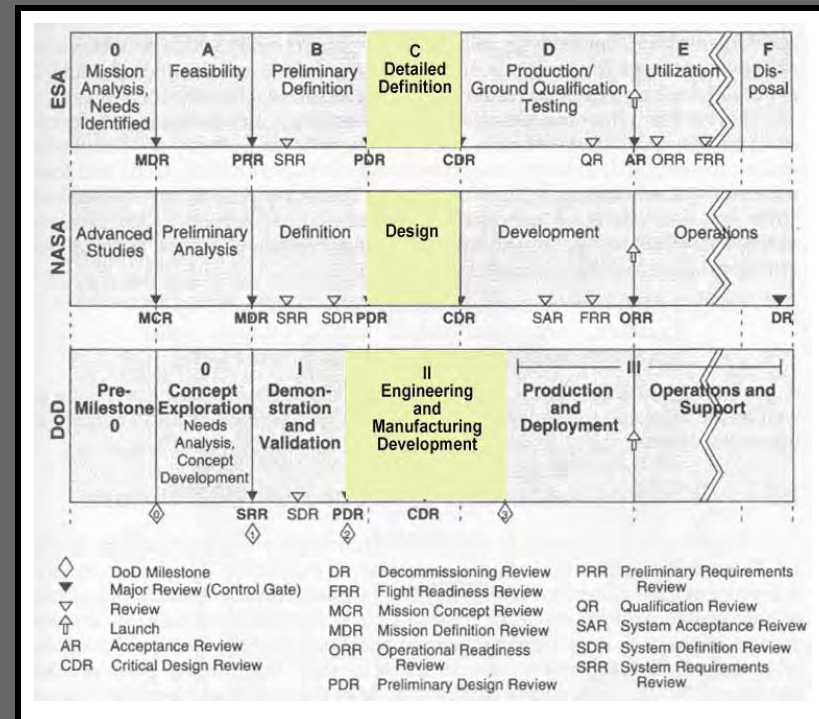 ESA
0
Mission
Analysis,
Needs
Identified
A
Feasibility
B
Preliminary
Definition
C
Detailed
Definition
D
Production/
Ground Qualification
Testing
E
Utilization
F
Dis-
posal
MDR PRR SRR PDR CDR QR AR ORR FRR
NASA
Advanced
Studies
Preliminary
Analysis
Definition
Design
Development
Operations
MCR MDR SRR SDR PDR CDR SAR FRR ORR DR
DoD
Pre-
Milestone
0
0
Concept
Exploration
Needs
Analysis,
Concept
Development
I
Demon-
stration
and
Validation
II
Engineering
and
Manufacturing
Development
III
Production
and
Deployment
Operations and
Support
0 SRR SDR PDR CDR 3
1 2
DoD Milestone
Major Review (Control Gate)
Review
Launch
AR Acceptance Review
CDR Critical Design Review
DR Decommissioning Review
FRR Flight Readiness Review
MCR Mission Concept Review
MDR Mission Definition Review
ORR Operational Readiness
Review
PDR Preliminary Design Review
PRR Preliminary Requirements
Review
QR Qualification Review
SAR System Acceptance Reivew
SDR System Definition Review
SRR System Requirements
Review